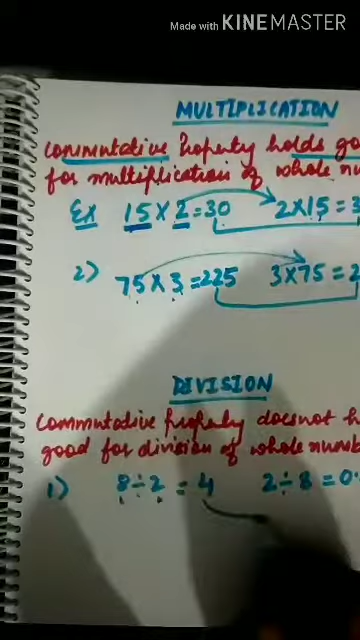 Made with KINEMASTER
MULTIPLICATION
Commutative Property holds go
for multiplication of whole nu
Ex 15 × 2 = 30 2×15 = 3
2) 75 × 3 = 225 3×75 = 2
DIVISION
Commutative property doesnot h
good for division of whole numb
1) 8 ÷ 2 = 4 2 ÷ 8 = 0.